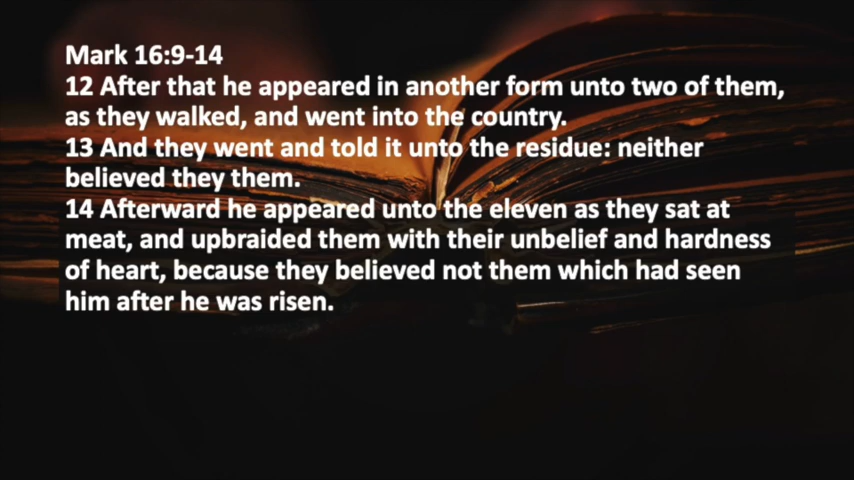 Mark 16:9-14
12 After that he appeared in another form unto two of them,
as they walked, and went into the country.
13 And they went and told it unto the residue: neither
believed they them.
14 Afterward he appeared unto the eleven as they sat at
meat, and upbraided them with their unbelief and hardness
of heart, because they believed not them which had seen
him after he was risen.